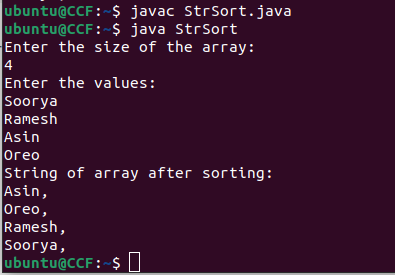 ubuntu@CCF:~$ javac StrSort.java
ubuntu@CCF:~$ java StrSort
Enter the size of the array:
4
Enter the values:
Soorya
Ramesh
Asin
Oreo
String of array after sorting:
Asin,
Oreo,
Ramesh,
Soorya,
ubuntu@CCF:~$